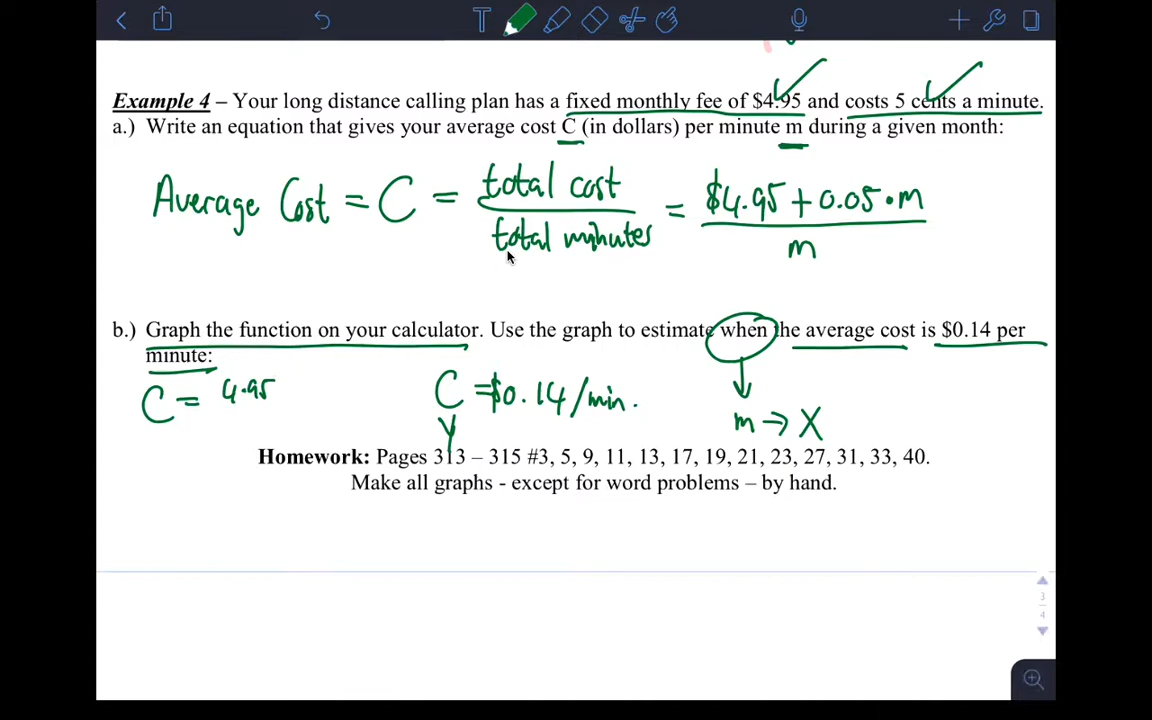 Example 4 – Your long distance calling plan has a fixed monthly fee of $4.95 and costs 5 cents a minute.
a.) Write an equation that gives your average cost C (in dollars) per minute m during a given month:
Average Cost = C = total cost / total minutes = $4.95 + 0.05 • m / m
b.) Graph the function on your calculator. Use the graph to estimate when the average cost is $0.14 per
minute:
C = 4.95
C = $0.14/min.
y
m → X
Homework: Pages 313 – 315 #3, 5, 9, 11, 13, 17, 19, 21, 23, 27, 31, 33, 40.
Make all graphs - except for word problems – by hand.
3
4